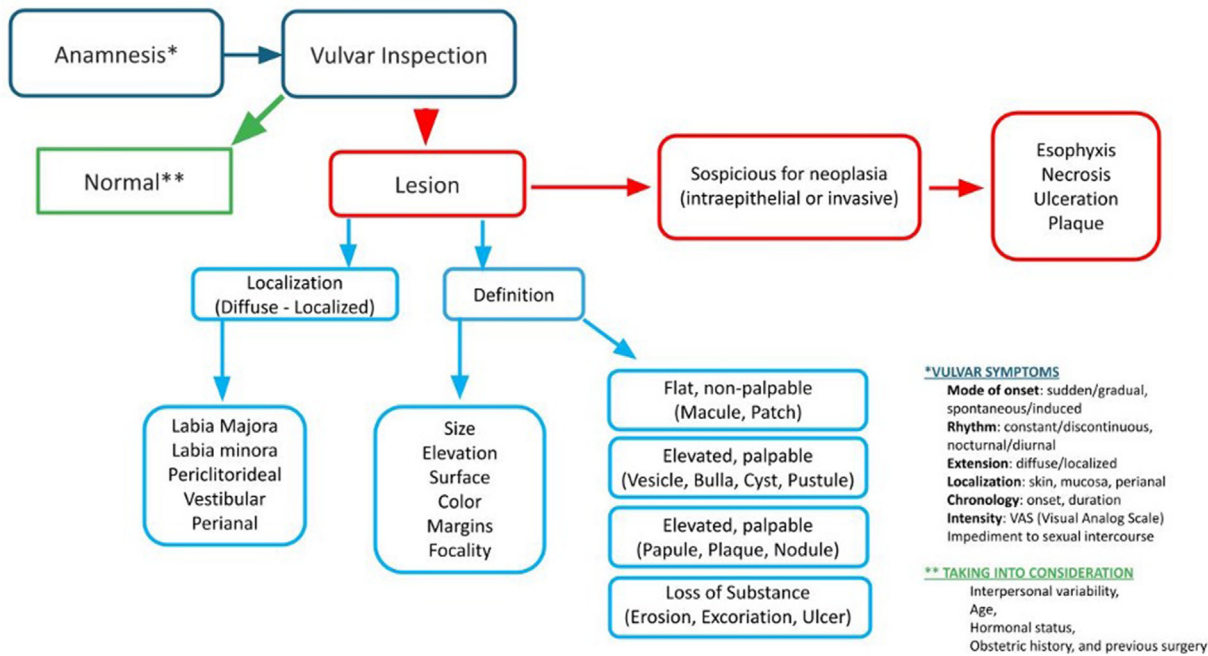 Anamnesis*
Vulvar Inspection
Normal**
Lesion
Sospicious for neoplasia
(intraepithelial or invasive)
Esophyxis
Necrosis
Ulceration
Plaque
Localization
(Diffuse - Localized)
Definition
Labia Majora
Labia minora
Periclitorideal
Vestibular
Perianal
Size
Elevation
Surface
Color
Margins
Focality
Flat, non-palpable
(Macule, Patch)
Elevated, palpable
(Vesicle, Bulla, Cyst, Pustule)
Elevated, palpable
(Papule, Plaque, Nodule)
Loss of Substance
(Erosion, Excoriation, Ulcer)
*VULVAR SYMPTOMS
Mode of onset: sudden/gradual,
spontaneous/induced
Rhythm: constant/discontinuous,
nocturnal/diurnal
Extension: diffuse/localized
Localization: skin, mucosa, perianal
Chronology: onset, duration
Intensity: VAS (Visual Analog Scale)
Impediment to sexual intercourse
** TAKING INTO CONSIDERATION
Interpersonal variability,
Age,
Hormonal status,
Obstetric history, and previous surgery